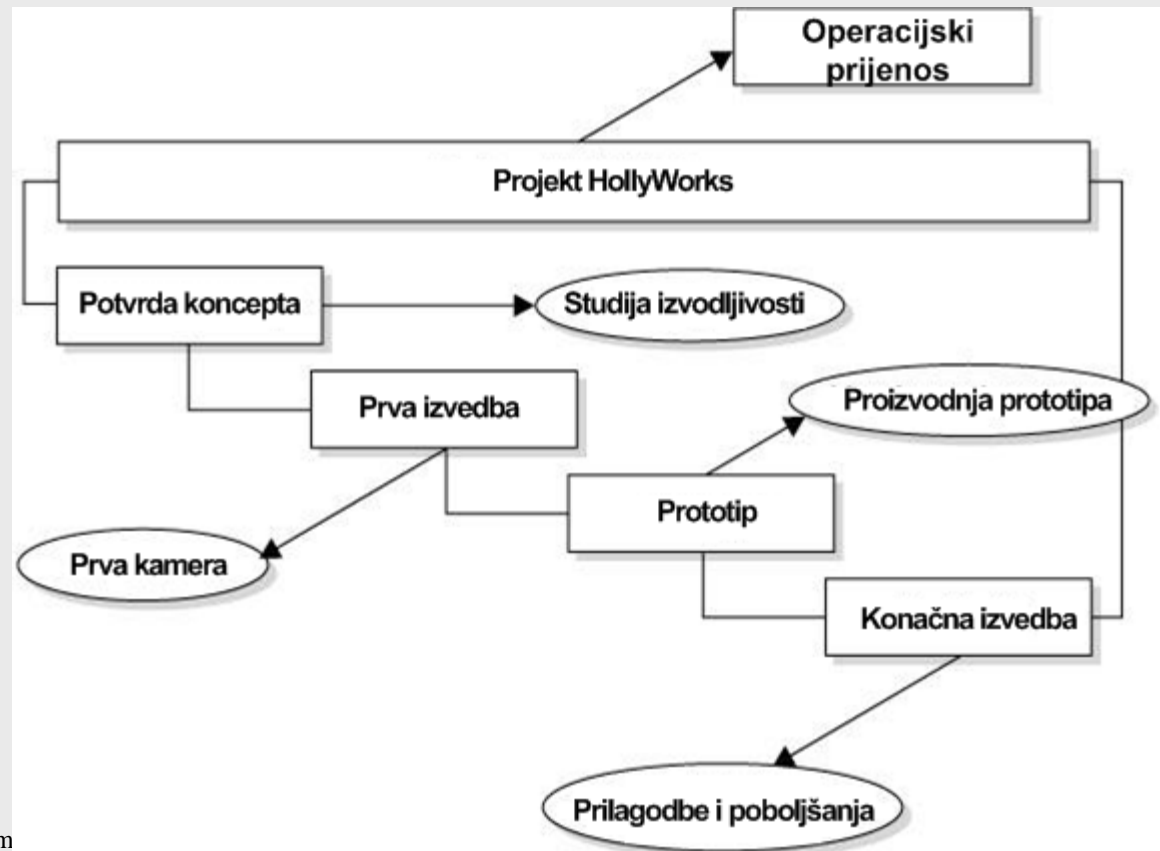 Operacijski
prijenos
Projekt HollyWorks
Potvrda koncepta
Studija izvodljivosti
Prva izvedba
Proizvodnja prototipa
Prototip
Prva kamera
Konačna izvedba
Prilagodbe i poboljšanja
m